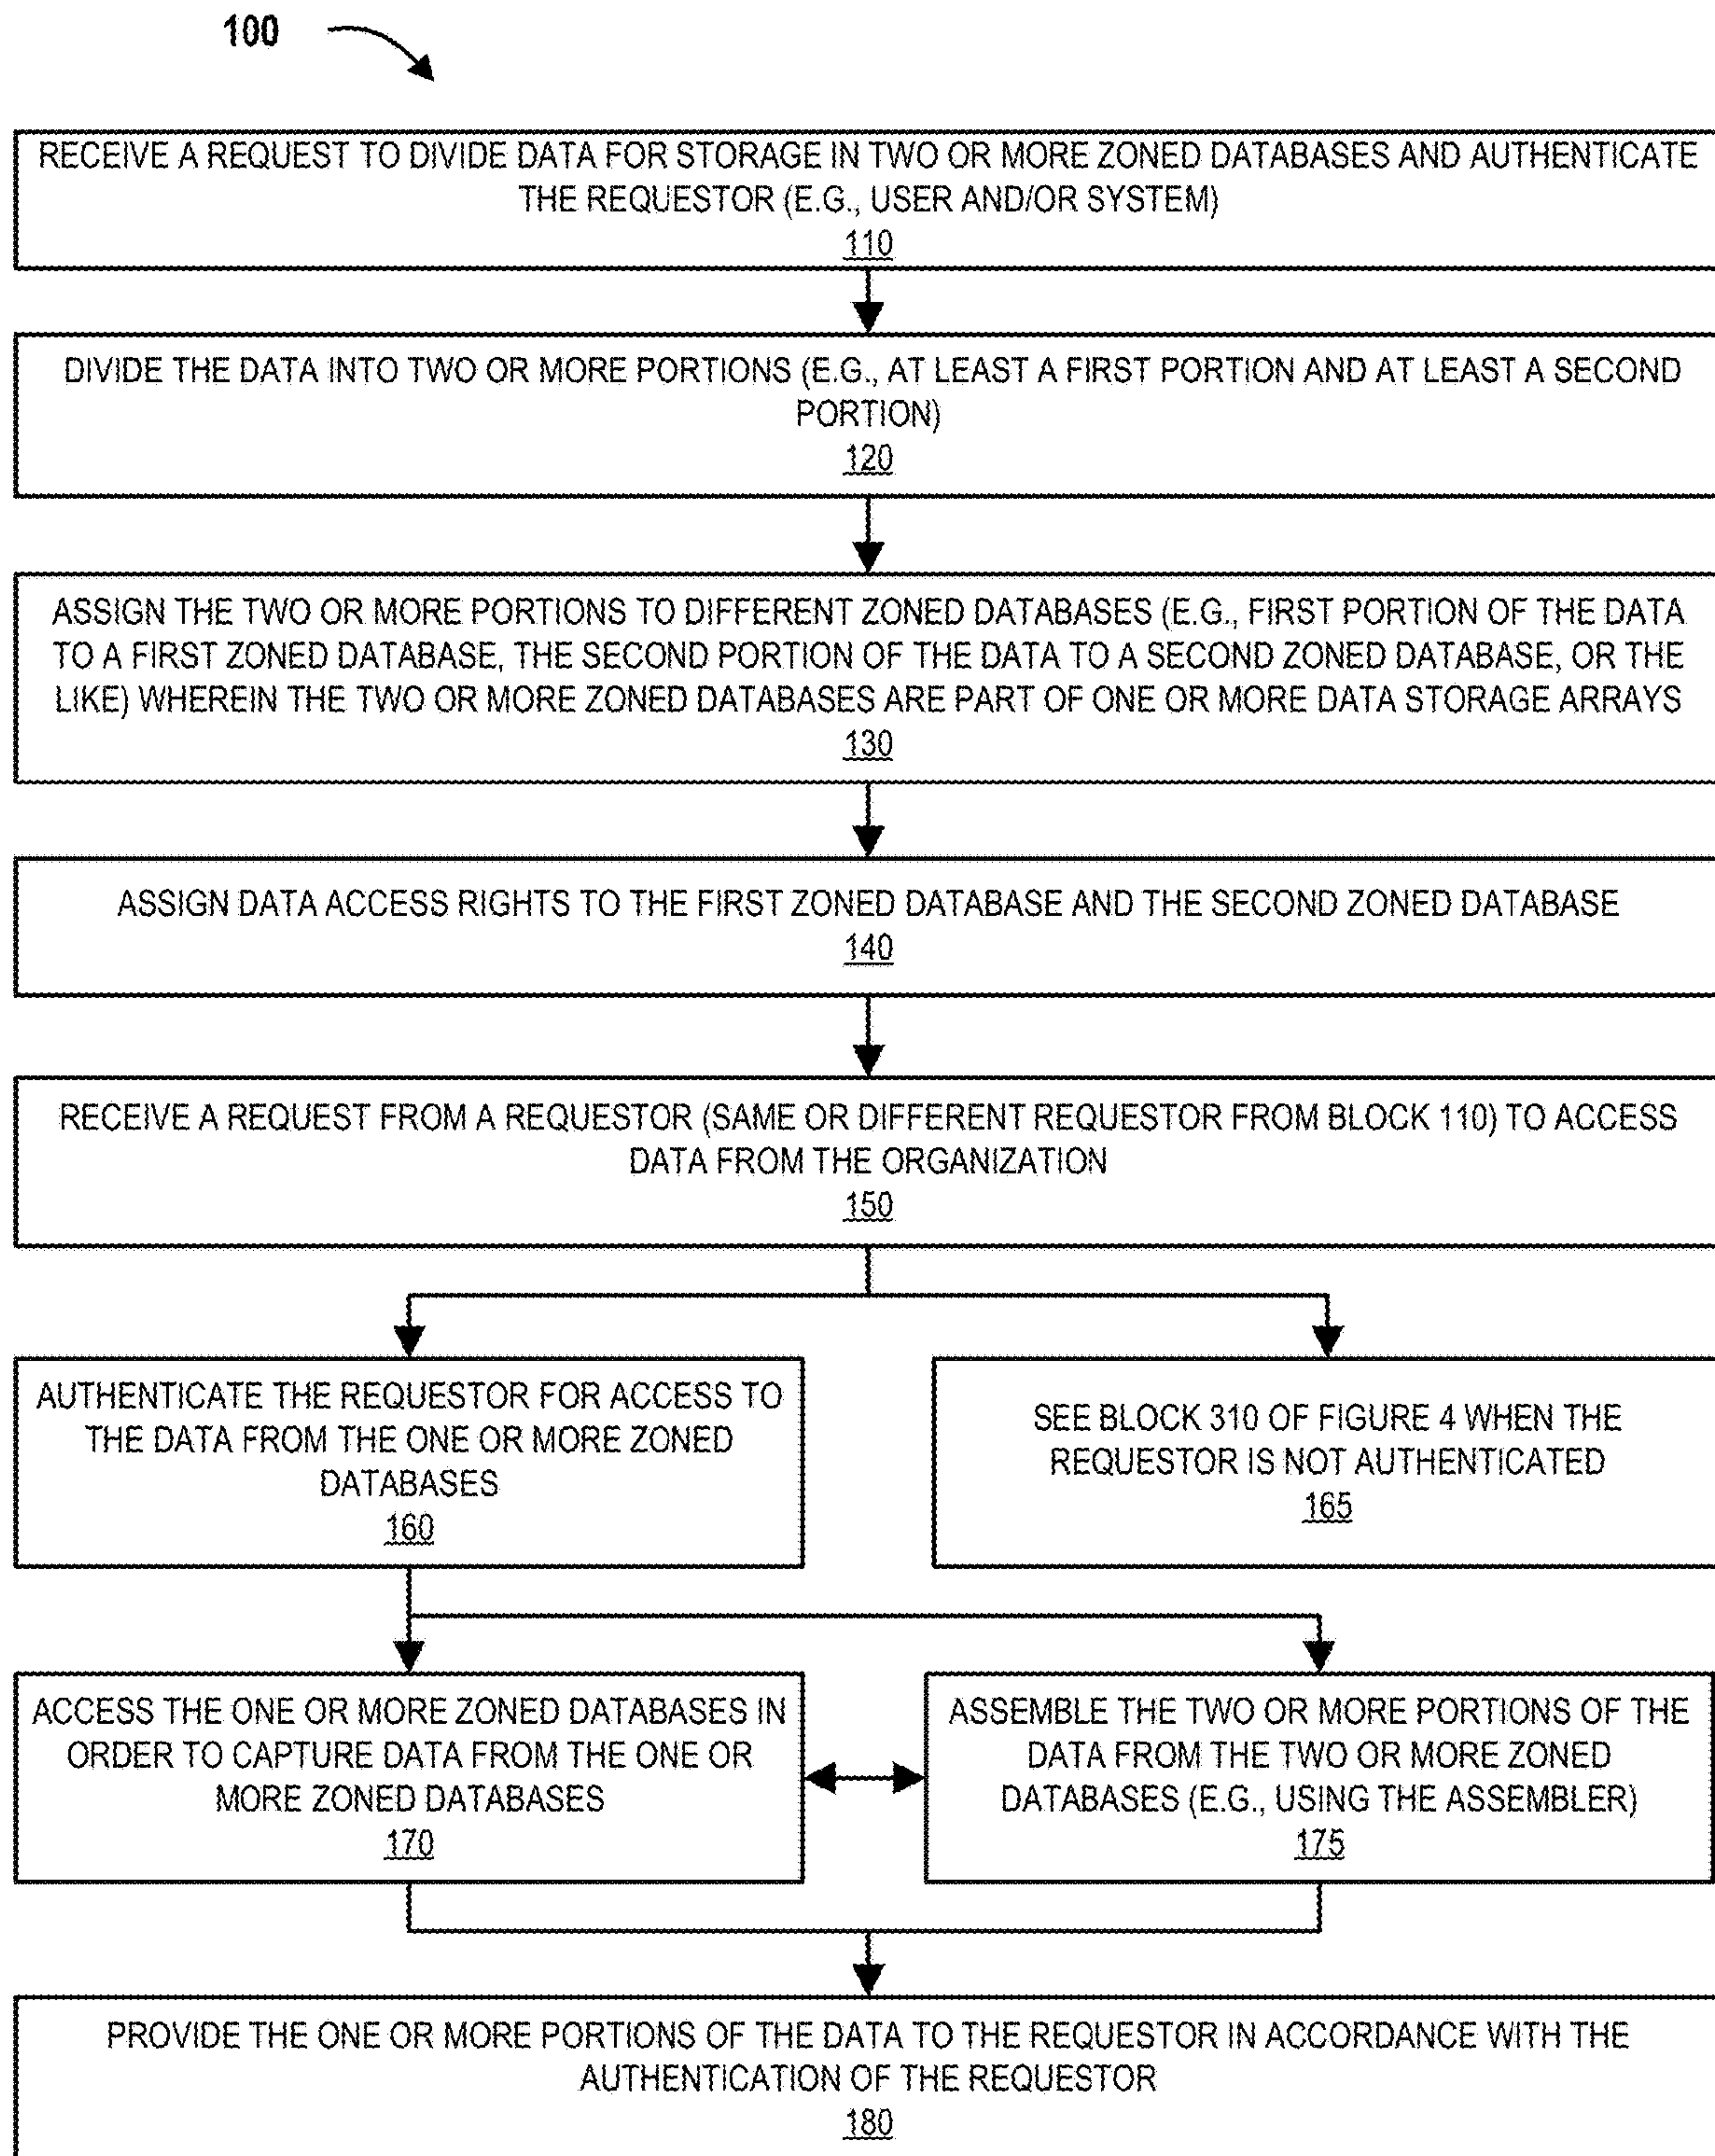 100
RECEIVE A REQUEST TO DIVIDE DATA FOR STORAGE IN TWO OR MORE ZONED DATABASES AND AUTHENTICATE
THE REQUESTOR (E.G., USER AND/OR SYSTEM)
110
DIVIDE THE DATA INTO TWO OR MORE PORTIONS (E.G., AT LEAST A FIRST PORTION AND AT LEAST A SECOND
PORTION)
120
ASSIGN THE TWO OR MORE PORTIONS TO DIFFERENT ZONED DATABASES (E.G., FIRST PORTION OF THE DATA
TO A FIRST ZONED DATABASE, THE SECOND PORTION OF THE DATA TO A SECOND ZONED DATABASE, OR THE
LIKE) WHEREIN THE TWO OR MORE ZONED DATABASES ARE PART OF ONE OR MORE DATA STORAGE ARRAYS
130
ASSIGN DATA ACCESS RIGHTS TO THE FIRST ZONED DATABASE AND THE SECOND ZONED DATABASE
140
RECEIVE A REQUEST FROM A REQUESTOR (SAME OR DIFFERENT REQUESTOR FROM BLOCK 110) TO ACCESS
DATA FROM THE ORGANIZATION
150
AUTHENTICATE THE REQUESTOR FOR ACCESS TO
THE DATA FROM THE ONE OR MORE ZONED
DATABASES
160
SEE BLOCK 310 OF FIGURE 4 WHEN THE
REQUESTOR IS NOT AUTHENTICATED
165
ACCESS THE ONE OR MORE ZONED DATABASES IN
ORDER TO CAPTURE DATA FROM THE ONE OR
MORE ZONED DATABASES
170
ASSEMBLE THE TWO OR MORE PORTIONS OF THE
DATA FROM THE TWO OR MORE ZONED
DATABASES (E.G., USING THE ASSEMBLER)
175
PROVIDE THE ONE OR MORE PORTIONS OF THE DATA TO THE REQUESTOR IN ACCORDANCE WITH THE
AUTHENTICATION OF THE REQUESTOR
180